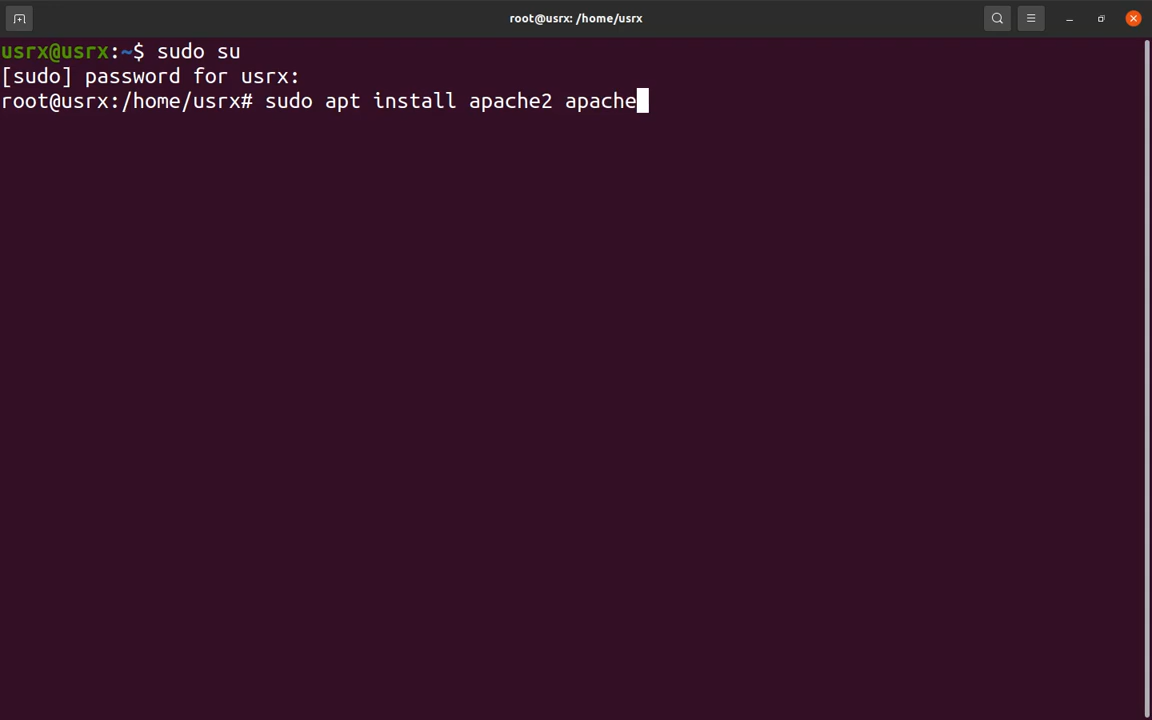 root@usrx: /home/usrx
usrx@usrx:~$ sudo su
[sudo] password for usrx:
root@usrx:/home/usrx# sudo apt install apache2 apache